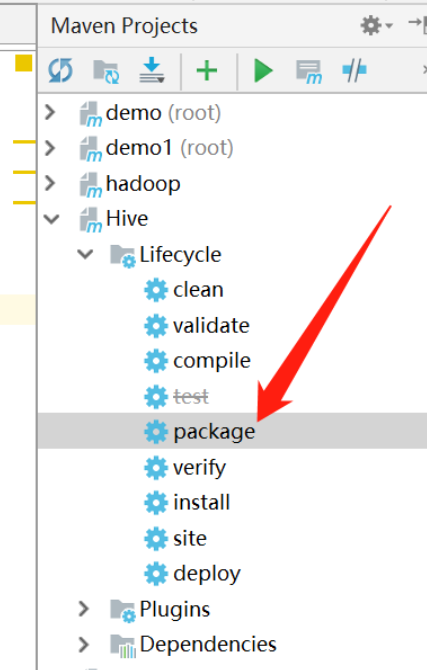 Maven Projects
demo (root)
demo1 (root)
hadoop
Hive
Lifecycle
clean
validate
compile
test
package
verify
install
site
deploy
Plugins
Dependencies